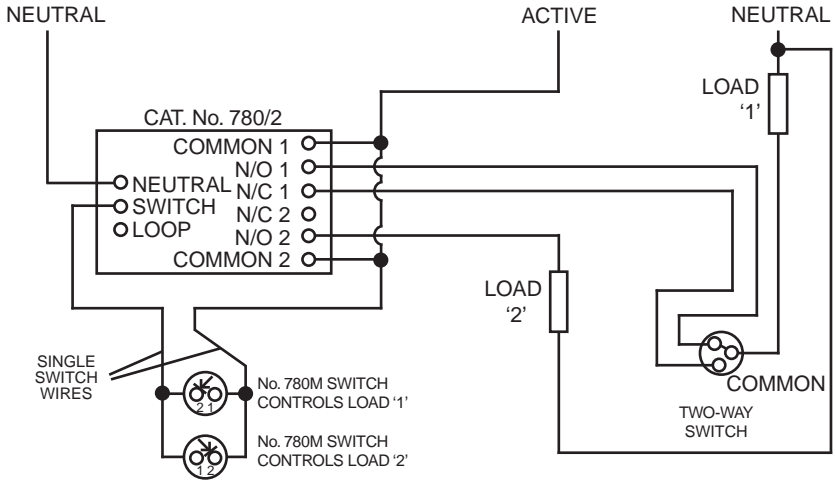 NEUTRAL
ACTIVE
NEUTRAL
LOAD
'1'
CAT. No. 780/2
COMMON 1
N/O 1
NEUTRAL
N/C 1
SWITCH
N/C 2
LOOP
N/O 2
COMMON 2
LOAD
'2'
SINGLE
SWITCH
WIRES
No. 780M SWITCH
CONTROLS LOAD '1'
2 1
No. 780M SWITCH
CONTROLS LOAD '2'
1 2
COMMON
TWO-WAY
SWITCH